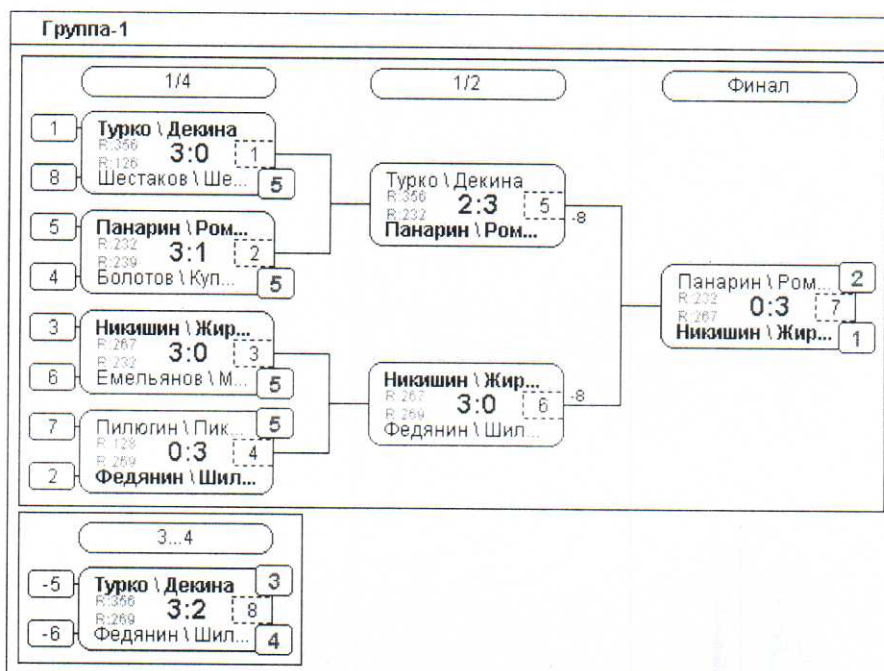 Группа-1
1/4
1/2
Финал
1
Турко \ Декина
R:356
3:0
1
R:126
8
Шестаков \ Ше...
5
5
Панарин \ Ром...
R:232
3:1
2
R:239
4
Болотов \ Куп...
5
3
Никишин \ Жир...
R:267
3:0
3
R:232
6
Емельянов \ М...
5
7
Пилюгин \ Пик...
5
R:128
0:3
4
R:269
2
Федянин \ Шил...
Турко \ Декина
R:356
2:3
5
R:232
-8
Панарин \ Ром...
Никишин \ Жир...
R:267
3:0
6
-8
R:269
Федянин \ Шил...
Панарин \ Ром...
2
R:232
0:3
7
R:267
Никишин \ Жир...
1
3...4
-5
Турко \ Декина
3
R:356
3:2
8
R:269
-6
Федянин \ Шил...
4